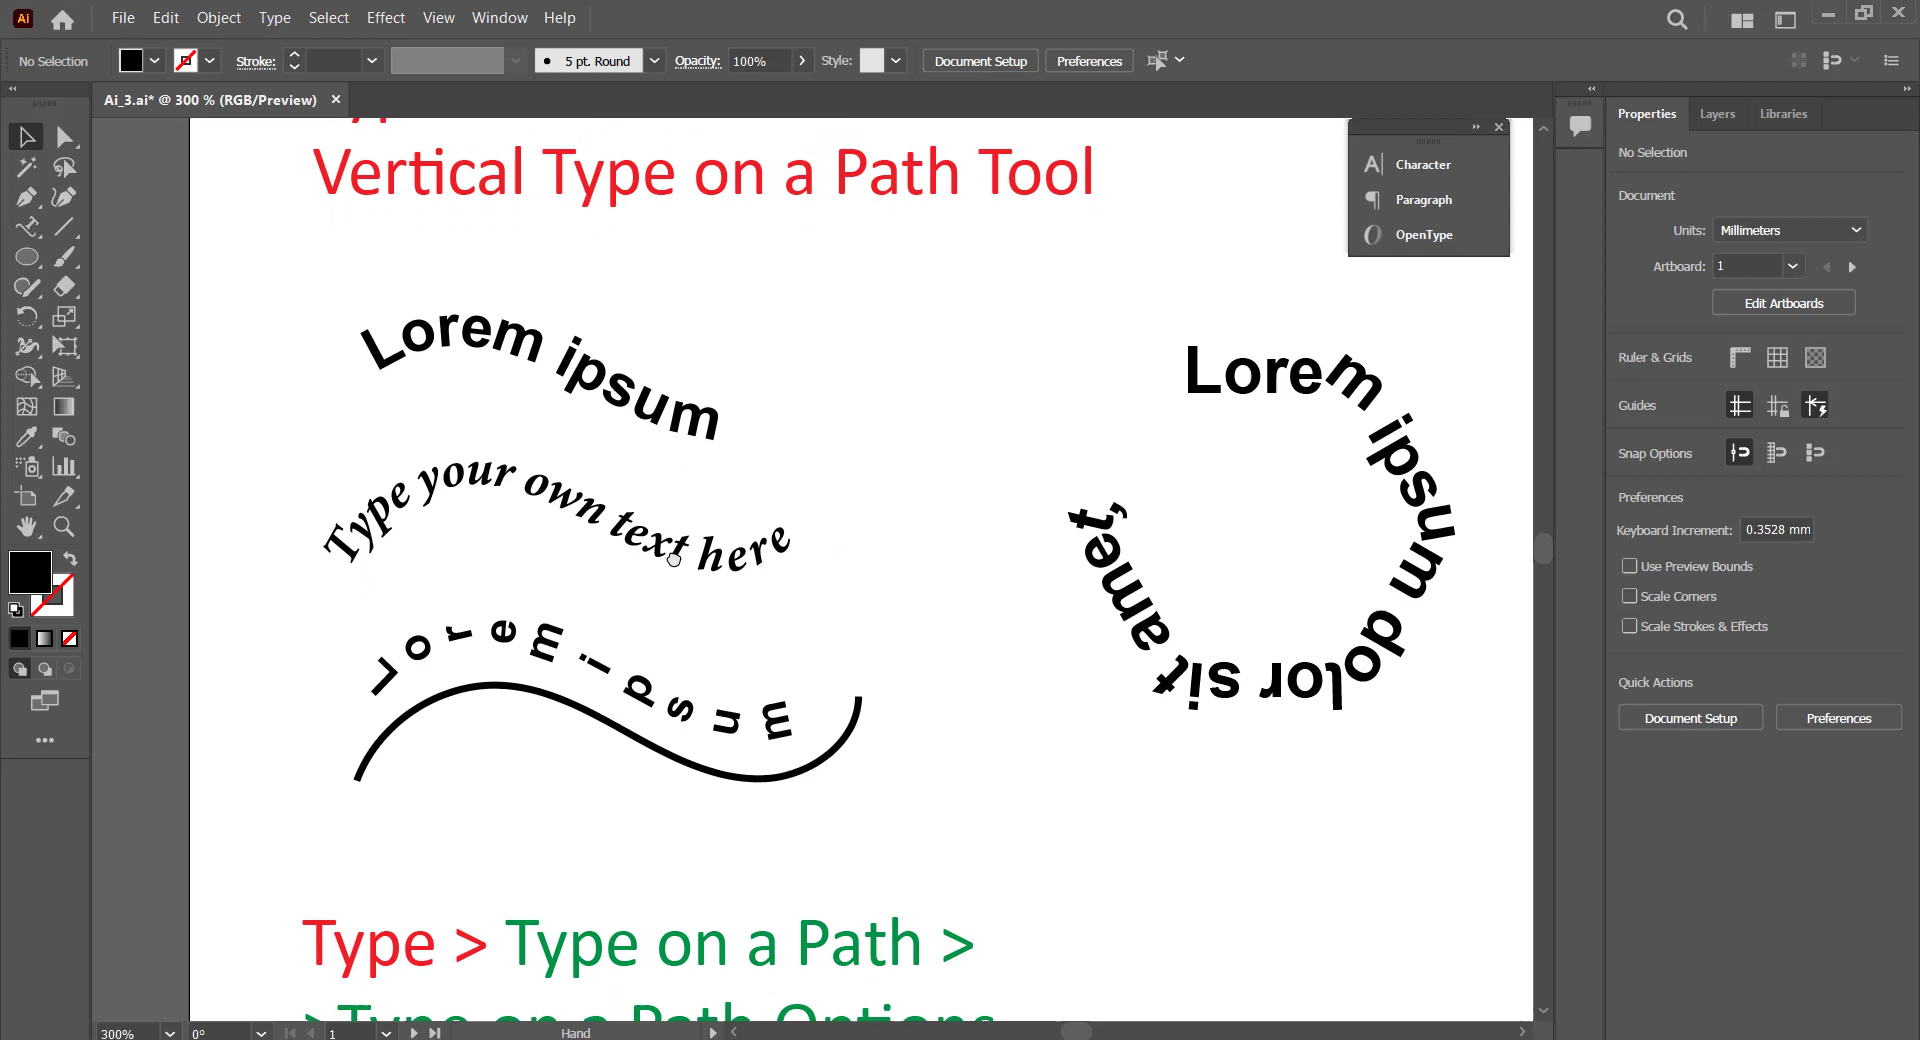 Ai
File Edit Object Type Select Effect View Window Help
No Selection
Stroke:
5 pt. Round
Opacity: 100%
Style:
Document Setup
Preferences
Ai_3.ai* @ 300 % (RGB/Preview)
Vertical Type on a Path Tool
Character
Paragraph
OpenType
Lorem ipsum
Type your own text here
Lorem ipsum
Lorem ipsum dolor sit amet,
Type > Type on a Path >
> Type on a Path Options
Properties Layers Libraries
No Selection
Document
Units: Millimeters
Artboard: 1
Edit Artboards
Ruler & Grids
Guides
Snap Options
Preferences
Keyboard Increment: 0.3528 mm
Use Preview Bounds
Scale Corners
Scale Strokes & Effects
Quick Actions
Document Setup
Preferences
300% 0° 1 Hand